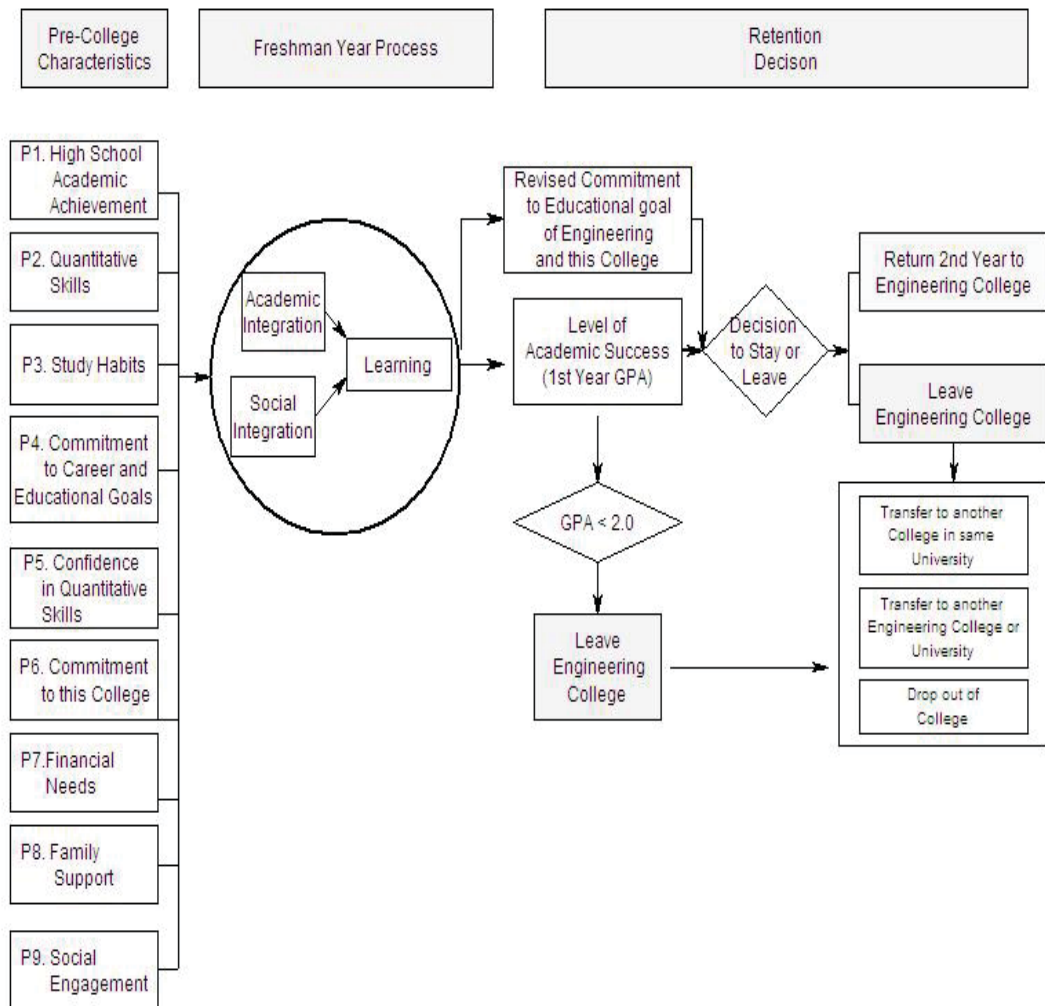 Pre-College
Characteristics
Freshman Year Process
Retention
Decison
P1. High School
Academic
Achievement
P2. Quantitative
Skills
P3. Study Habits
P4. Commitment
to Career and
Educational Goals
P5. Confidence
in Quantitative
Skills
P6. Commitment
to this College
P7.Financial
Needs
P8. Family
Support
P9. Social
Engagement
Academic
Integration
Social
Integration
Learning
Revised Commitment
to Educational goal
of Engineering
and this College
Level of
Academic Success
(1st Year GPA)
GPA < 2.0
Leave
Engineering
College
Decision
to Stay or
Leave
Return 2nd Year to
Engineering College
Leave
Engineering College
Transfer to another
College in same
University
Transfer to another
Engineering College or
University
Drop out of
College